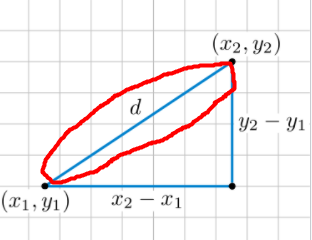 (x₂, y₂)
d
y₂ − y₁
(x₁, y₁)
x₂ − x₁